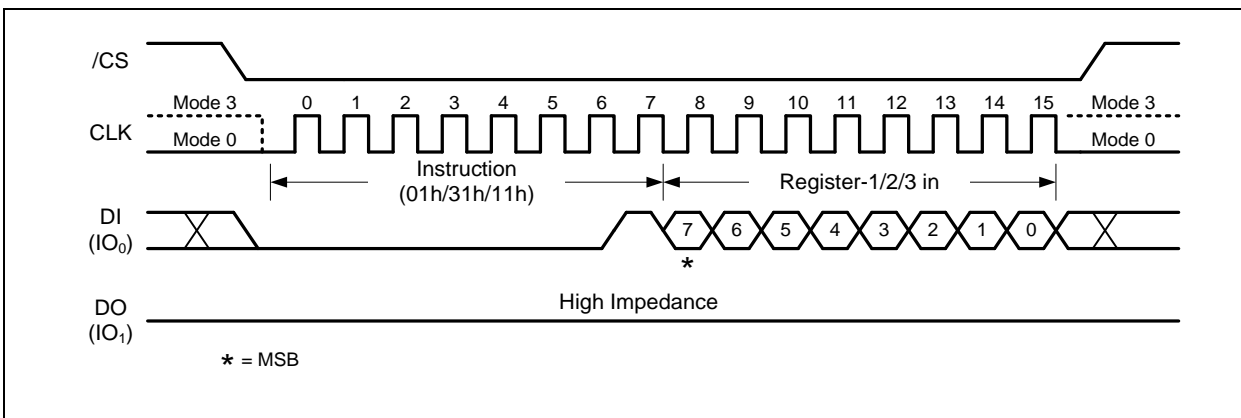 /CS
Mode 3 0 1 2 3 4 5 6 7 8 9 10 11 12 13 14 15 Mode 3
CLK Mode 0 Mode 0
Instruction
(01h/31h/11h)
Register-1/2/3 in
DI
(IO₀)
7 6 5 4 3 2 1 0
*
High Impedance
DO
(IO₁)
* = MSB